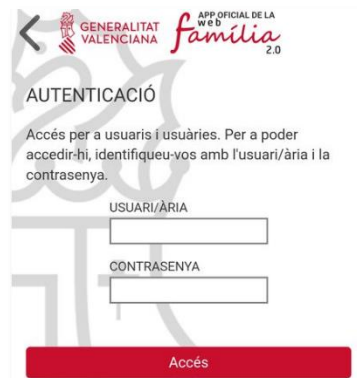 GENERALITAT
VALENCIANA
APP OFICIAL DE LA
web
família
2.0
AUTENTICACIÓ
Accés per a usuaris i usuàries. Per a poder
accedir-hi, identifiqueu-vos amb l'usuari/ària i la
contrasenya.
USUARI/ÀRIA
CONTRASENYA
Accés